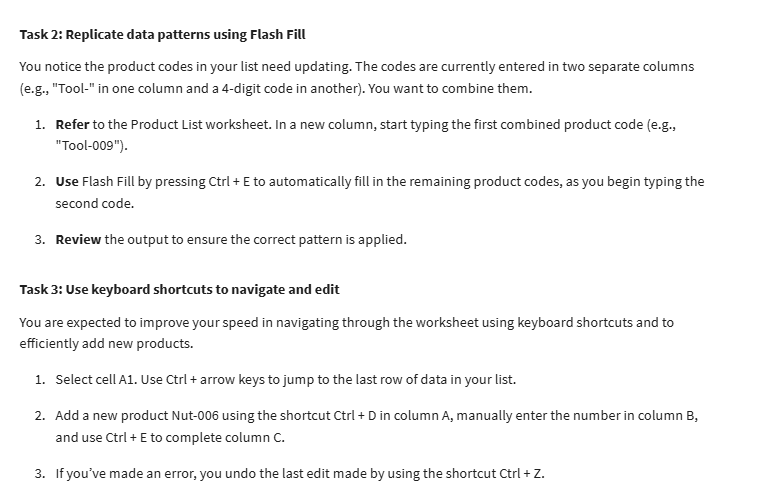 Task 2: Replicate data patterns using Flash Fill
You notice the product codes in your list need updating. The codes are currently entered in two separate columns
(e.g., "Tool-" in one column and a 4-digit code in another). You want to combine them.
1. Refer to the Product List worksheet. In a new column, start typing the first combined product code (e.g.,
"Tool-009").
2. Use Flash Fill by pressing Ctrl + E to automatically fill in the remaining product codes, as you begin typing the
second code.
3. Review the output to ensure the correct pattern is applied.
Task 3: Use keyboard shortcuts to navigate and edit
You are expected to improve your speed in navigating through the worksheet using keyboard shortcuts and to
efficiently add new products.
1. Select cell A1. Use Ctrl + arrow keys to jump to the last row of data in your list.
2. Add a new product Nut-006 using the shortcut Ctrl + D in column A, manually enter the number in column B,
and use Ctrl + E to complete column C.
3. If you've made an error, you undo the last edit made by using the shortcut Ctrl + Z.